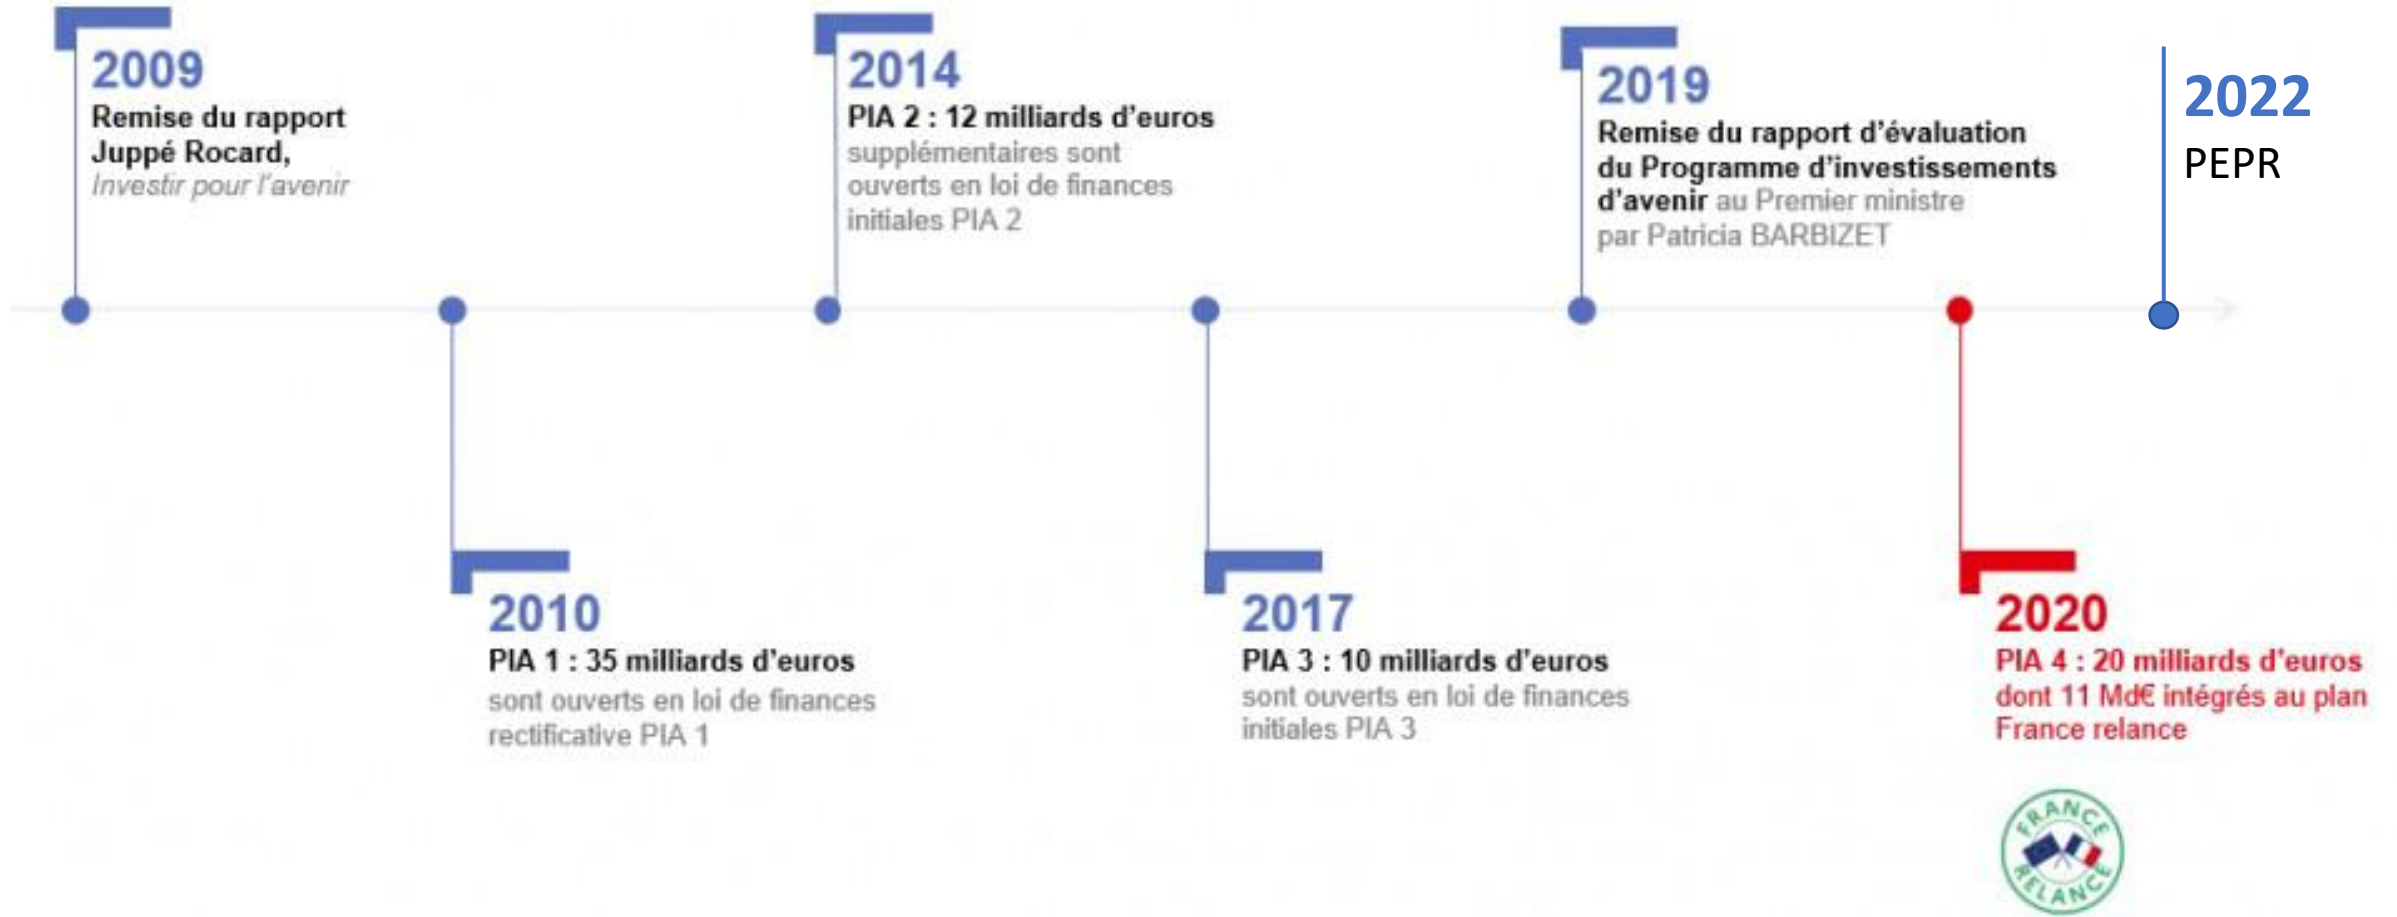 2009
Remise du rapport
Juppé Rocard,
Investir pour l'avenir
2014
PIA 2 : 12 milliards d'euros
supplémentaires sont
ouverts en loi de finances
initiales PIA 2
2019
Remise du rapport d'évaluation
du Programme d'investissements
d'avenir au Premier ministre
par Patricia BARBIZET
2022
PEPR
2010
PIA 1 : 35 milliards d'euros
sont ouverts en loi de finances
rectificative PIA 1
2017
PIA 3 : 10 milliards d'euros
sont ouverts en loi de finances
initiales PIA 3
2020
PIA 4 : 20 milliards d'euros
dont 11 Md€ intégrés au plan
France relance
FRANCE
RELANCE